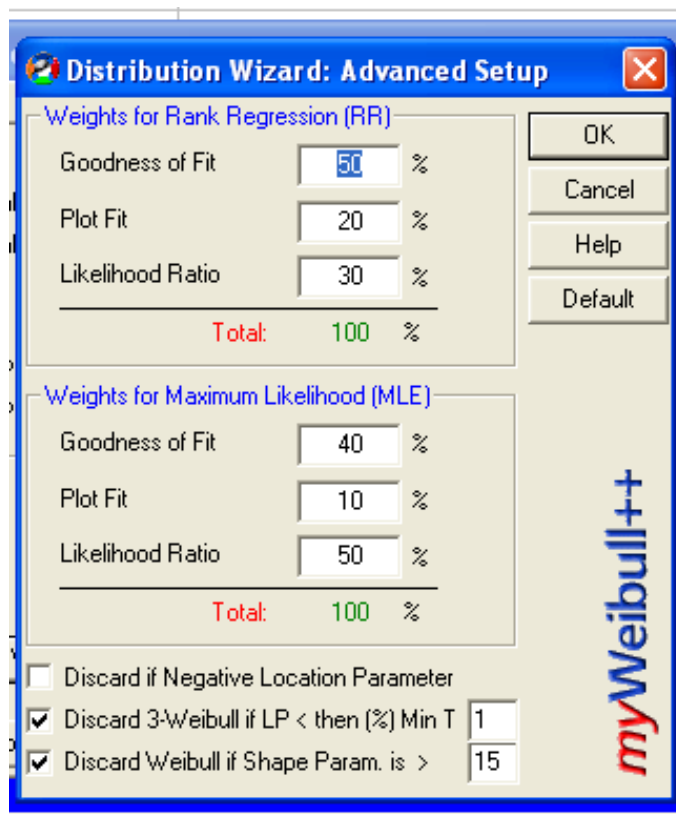 Distribution Wizard: Advanced Setup
Weights for Rank Regression (RR)
Goodness of Fit 50 %
Plot Fit 20 %
Likelihood Ratio 30 %
Total: 100 %
Weights for Maximum Likelihood (MLE)
Goodness of Fit 40 %
Plot Fit 10 %
Likelihood Ratio 50 %
Total: 100 %
Discard if Negative Location Parameter
Discard 3-Weibull if LP < then (%) Min T 1
Discard Weibull if Shape Param. is > 15
OK
Cancel
Help
Default
myWeibull++